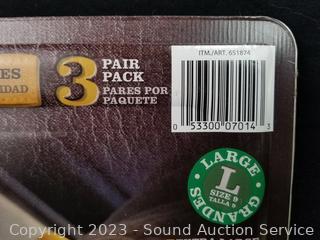 ITM./ART. 651874
ES
IDAD
3 PAIR
PACK
PARES POR
PAQUETE
0 53300 07014 3
LARGE
L
SIZE 9
TALLA 9
GRANDES
Copyright 2023 - Sound Auction Service